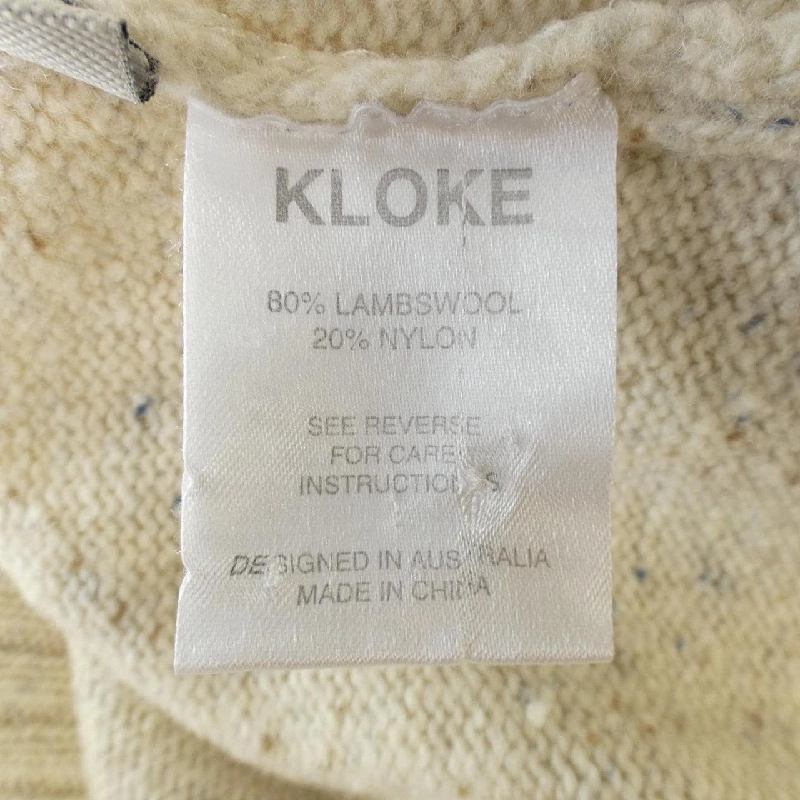 KLOKE
80% LAMBSWOOL
20% NYLON
SEE REVERSE
FOR CARE
INSTRUCTIONS
DESIGNED IN AUSTRALIA
MADE IN CHINA